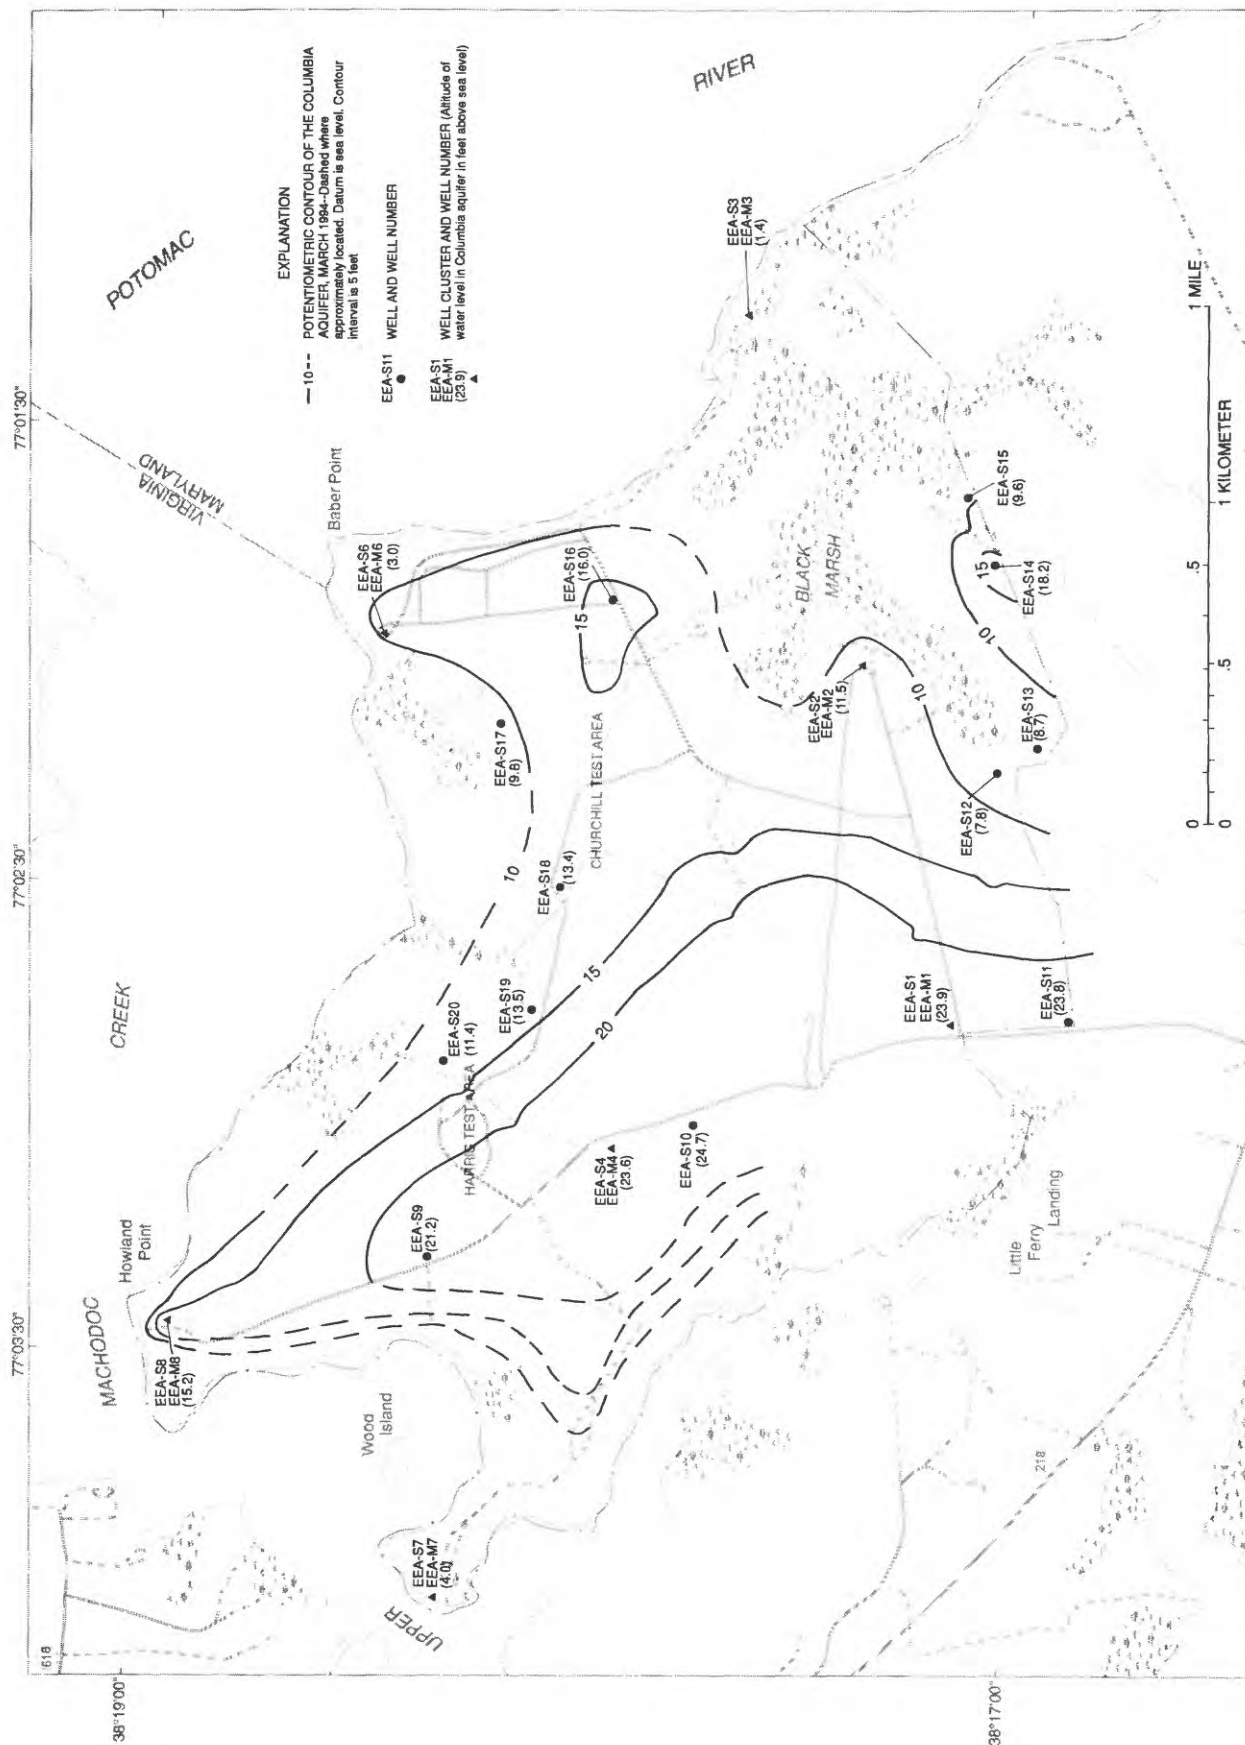 77°03'30"
77°02'30"
77°01'30"
38°19'00"
38°17'00"
POTOMAC
RIVER
VIRGINIA
MARYLAND
MACHODOC
CREEK
UPPER
Howland
Point
Baber Point
Wood
Island
Little
Ferry
Landing
BLACK
MARSH
HARRIS TEST AREA
CHURCHILL TEST AREA
618
218
EXPLANATION
10 POTENTIOMETRIC CONTOUR OF THE COLUMBIA
AQUIFER, MARCH 1994--Dashed where
approximately located. Datum is sea level. Contour
interval is 5 feet
EEA-S11 WELL AND WELL NUMBER
EEA-S1
EEA-M1
(23.9)
WELL CLUSTER AND WELL NUMBER (Altitude of
water level in Columbia aquifer in feet above sea level)
EEA-S8
EEA-M8
(15.2)
EEA-S7
EEA-M7
(4.0)
EEA-S9
(21.2)
EEA-S20
(11.4)
EEA-S19
(13.5)
EEA-S18
(13.4)
EEA-S17
(9.8)
EEA-S6
EEA-M6
(3.0)
EEA-S16
(16.0)
EEA-S4
EEA-M4
(23.6)
EEA-S10
(24.7)
EEA-S1
EEA-M1
(23.9)
EEA-S11
(23.8)
EEA-S2
EEA-M2
(11.5)
EEA-S12
(7.8)
EEA-S13
(8.7)
EEA-S14
(18.2)
EEA-S15
(9.6)
EEA-S3
EEA-M3
(1.4)
10
15
20
15
10
10
15
0 .5 1 MILE
0 .5 1 KILOMETER